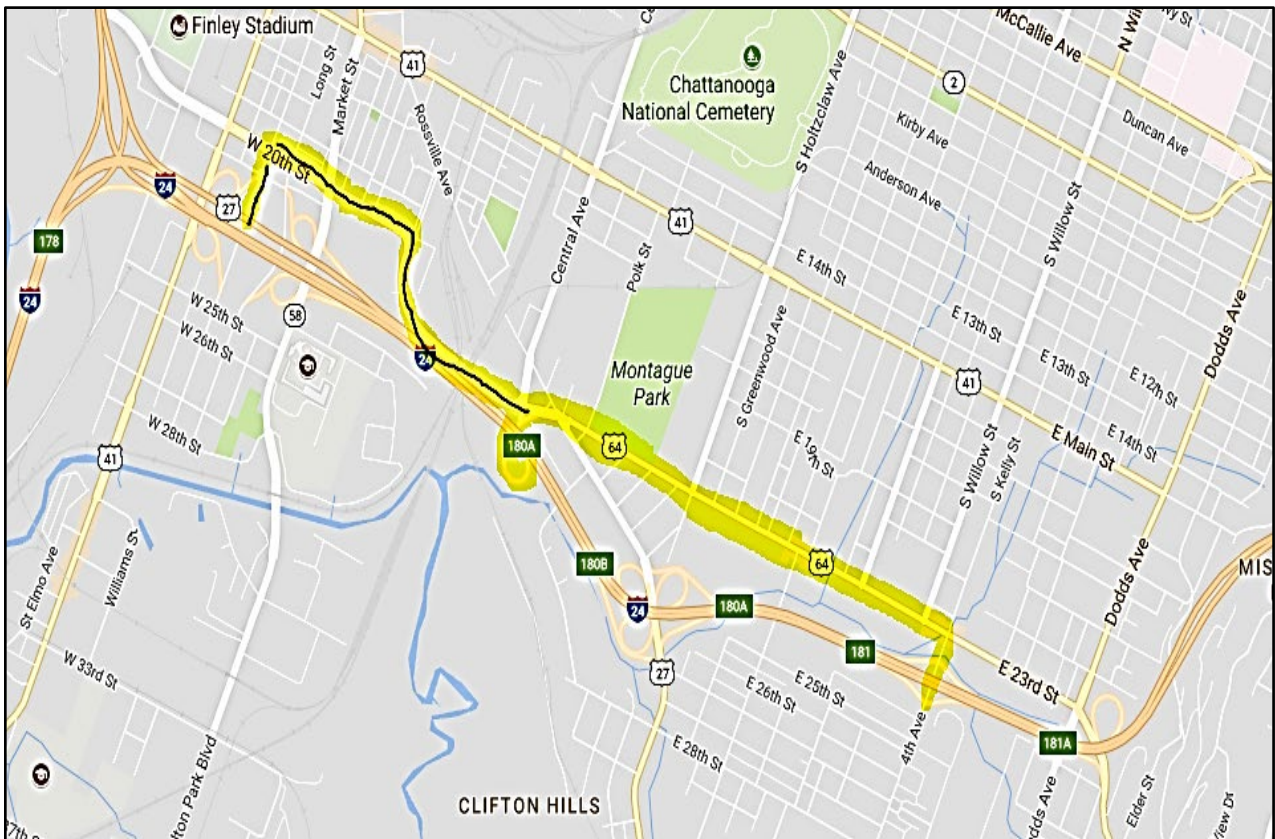 Finley Stadium
Long St
Market St
41
Rossville Ave
Chattanooga
National Cemetery
S Holtzclaw Ave
2
McCallie Ave
Kirby Ave
Duncan Ave
Anderson Ave
24
27
W 20th St
178
24
58
W 25th St
W 26th St
24
Central Ave
Polk St
41
E 14th St
S Willow St
E 13th St
E 13th St
E 12th St
Dodds Ave
Montague
Park
S Greenwood Ave
41
E Main St
E 14th St
W 28th St
41
180A
64
E 19th St
S Willow St
S Kelly St
180B
64
24
180A
Dodds Ave
MIS
St Elmo Ave
Williams St
W 33rd St
27
181
E 25th St
E 26th St
E 23rd St
E 28th St
4th Ave
181A
CLIFTON HILLS
Elder St